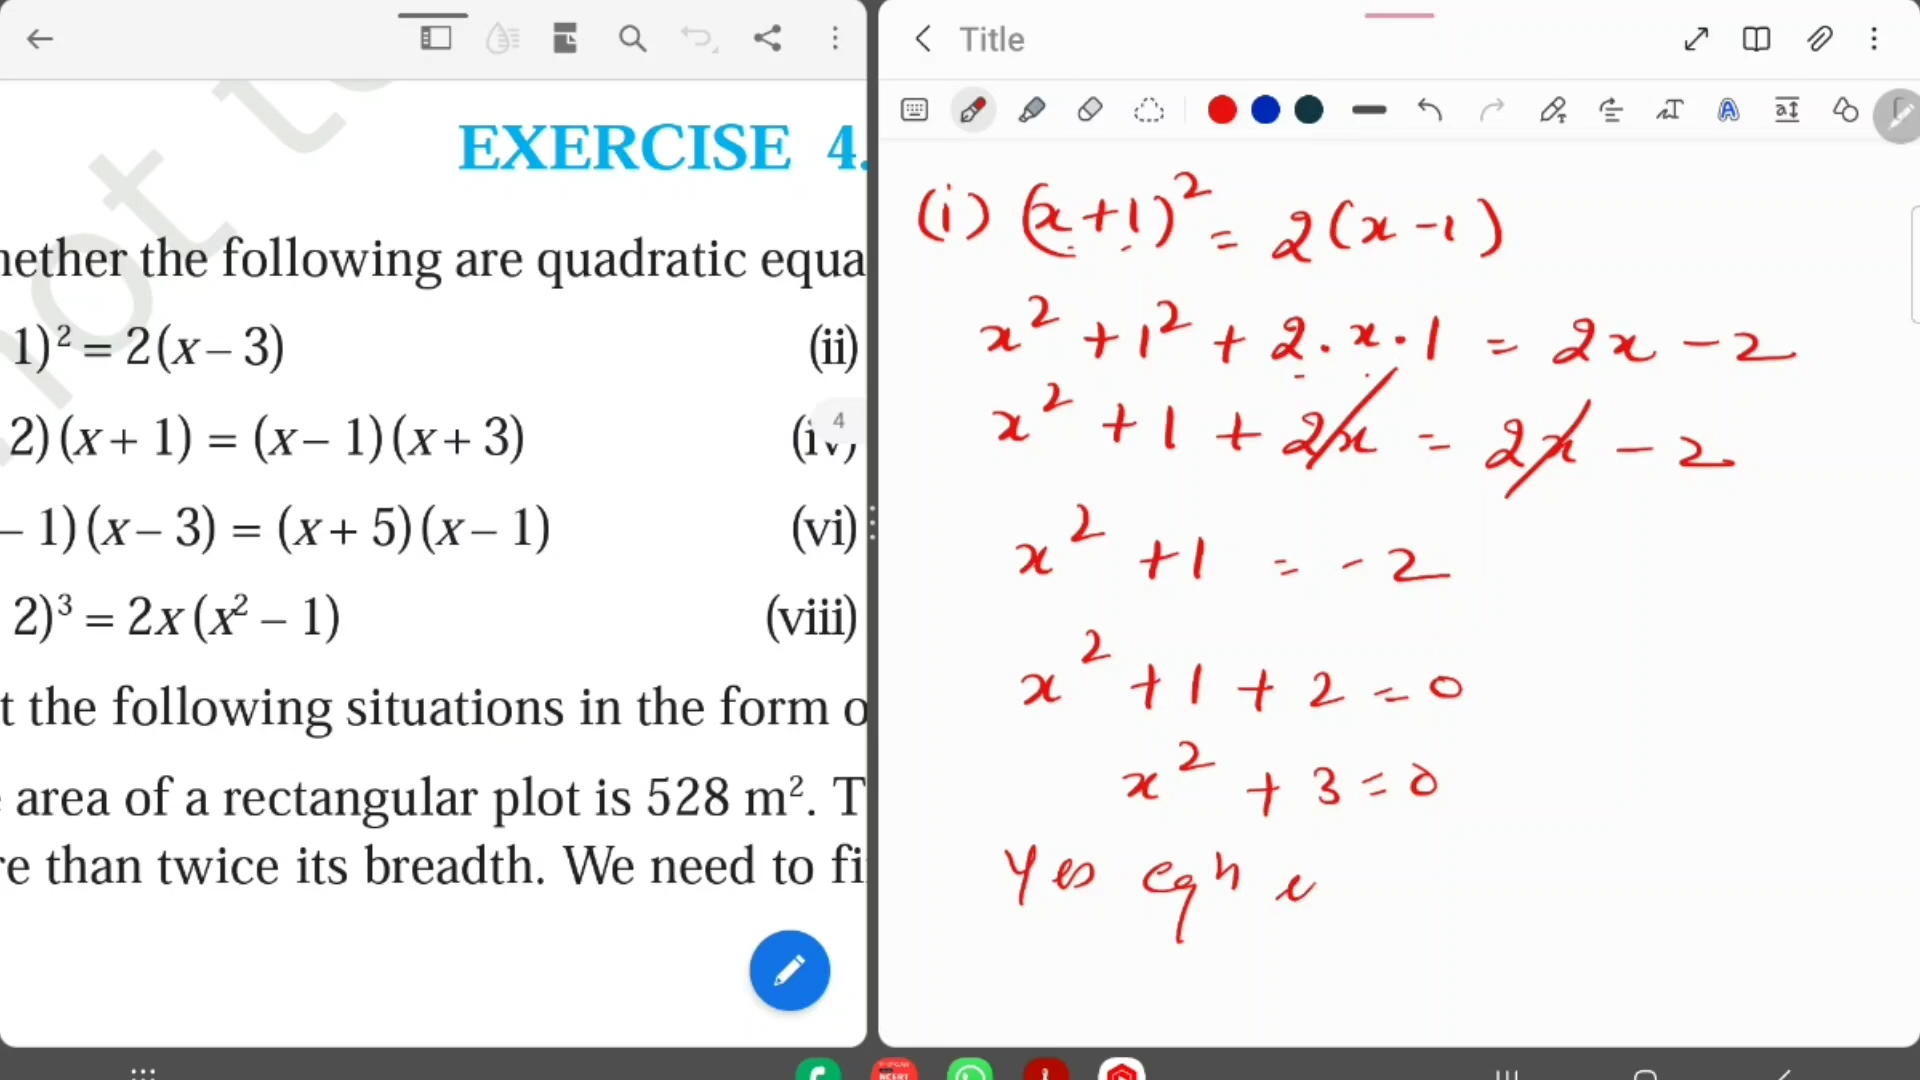 Title
EXERCISE 4.
hether the following are quadratic equa
1)² = 2(x – 3) (ii)
2)(x + 1) = (x – 1)(x + 3) (iv)
– 1)(x – 3) = (x + 5)(x – 1) (vi)
2)³ = 2x(x² – 1) (viii)
t the following situations in the form o
area of a rectangular plot is 528 m². T
re than twice its breadth. We need to fi
4
(i) (x+1)² = 2(x-1)
x² + 1² + 2.x.1 = 2x - 2
x² + 1 + 2x = 2x - 2
x² + 1 = -2
x² + 1 + 2 = 0
x² + 3 = 0
Yes eqn
NCERT